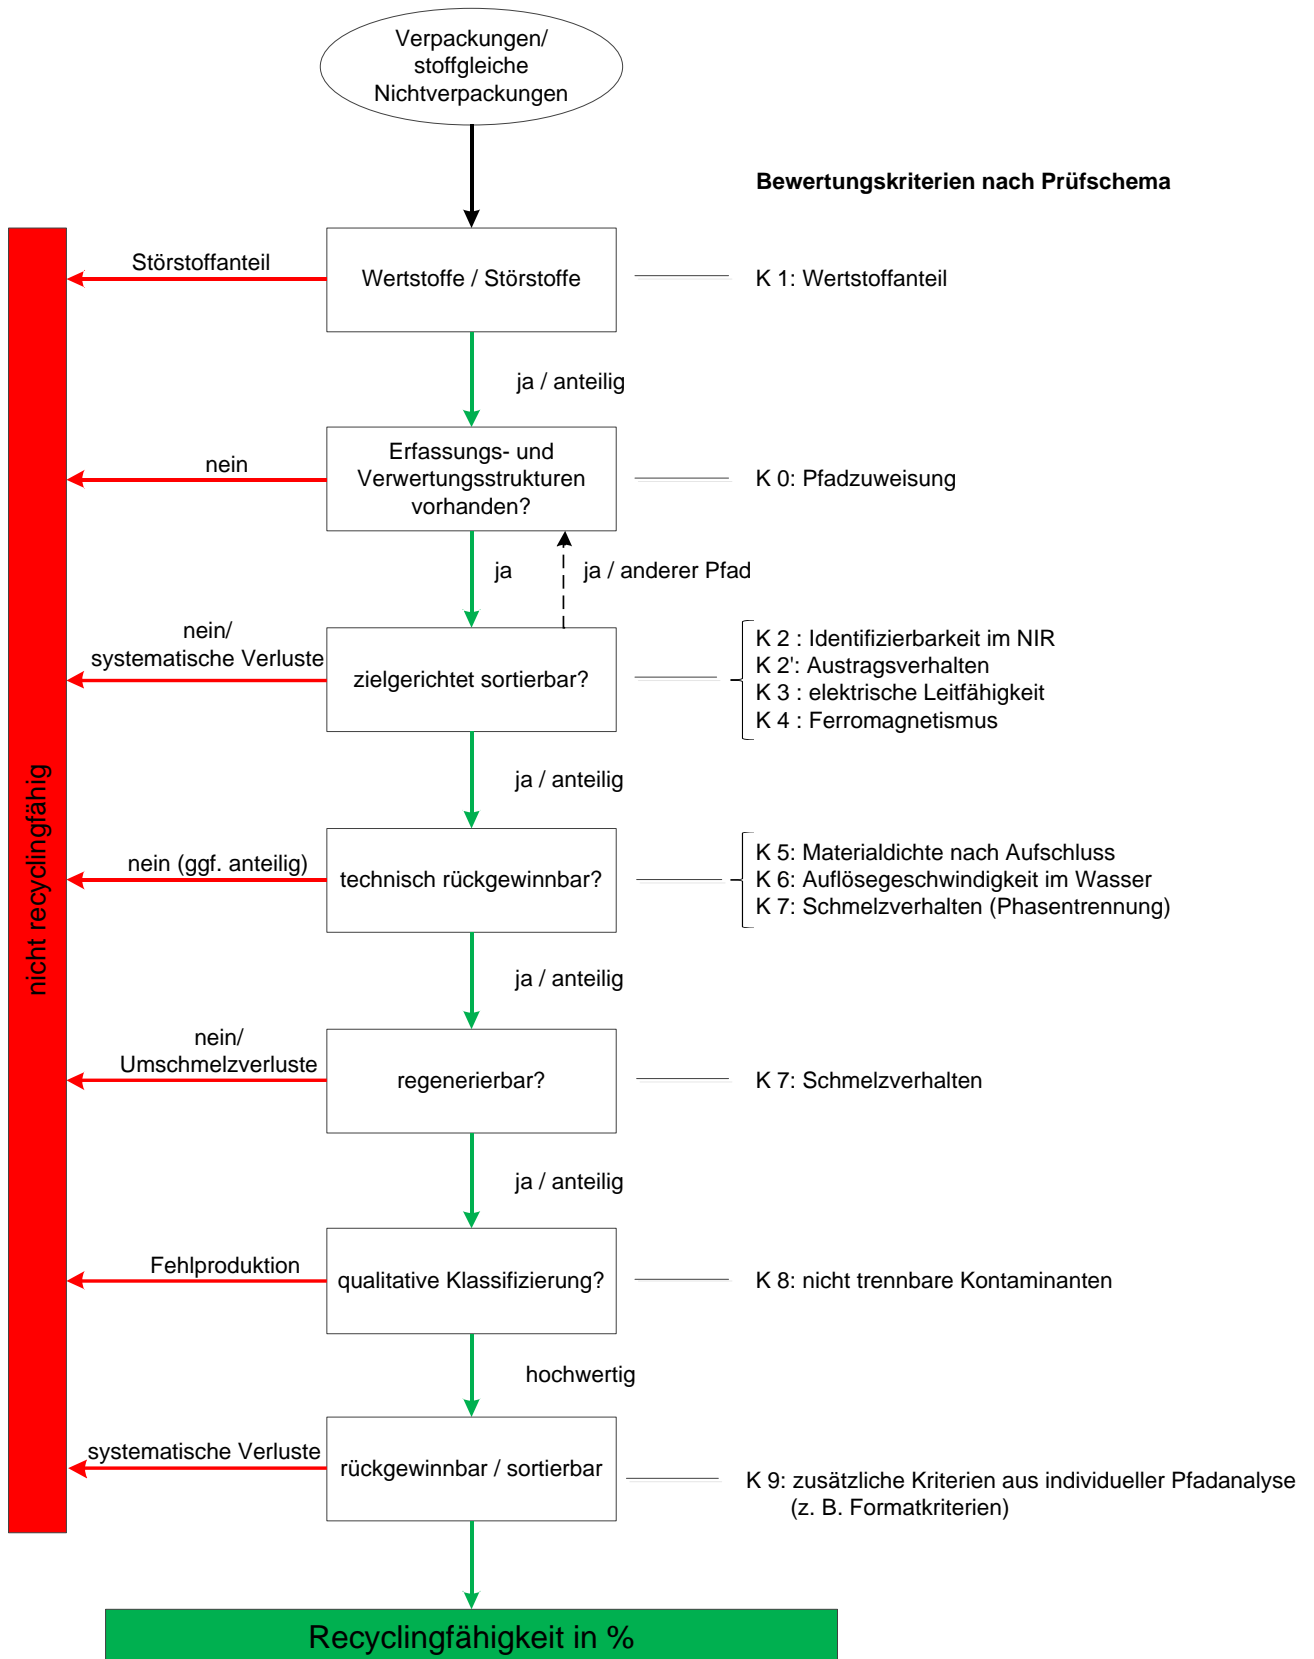 Verpackungen/
stoffgleiche
Nichtverpackungen
Bewertungskriterien nach Prüfschema
Störstoffanteil
Wertstoffe / Störstoffe
K 1: Wertstoffanteil
ja / anteilig
nein
Erfassungs- und
Verwertungsstrukturen
vorhanden?
K 0: Pfadzuweisung
ja
ja / anderer Pfad
nein/
systematische Verluste
zielgerichtet sortierbar?
K 2 : Identifizierbarkeit im NIR
K 2': Austragsverhalten
K 3 : elektrische Leitfähigkeit
K 4 : Ferromagnetismus
ja / anteilig
nein (ggf. anteilig)
technisch rückgewinnbar?
K 5: Materialdichte nach Aufschluss
K 6: Auflösegeschwindigkeit im Wasser
K 7: Schmelzverhalten (Phasentrennung)
nicht recyclingfähig
ja / anteilig
nein/
Umschmelzverluste
regenerierbar?
K 7: Schmelzverhalten
ja / anteilig
Fehlproduktion
qualitative Klassifizierung?
K 8: nicht trennbare Kontaminanten
hochwertig
systematische Verluste
rückgewinnbar / sortierbar
K 9: zusätzliche Kriterien aus individueller Pfadanalyse
(z. B. Formatkriterien)
Recyclingfähigkeit in %